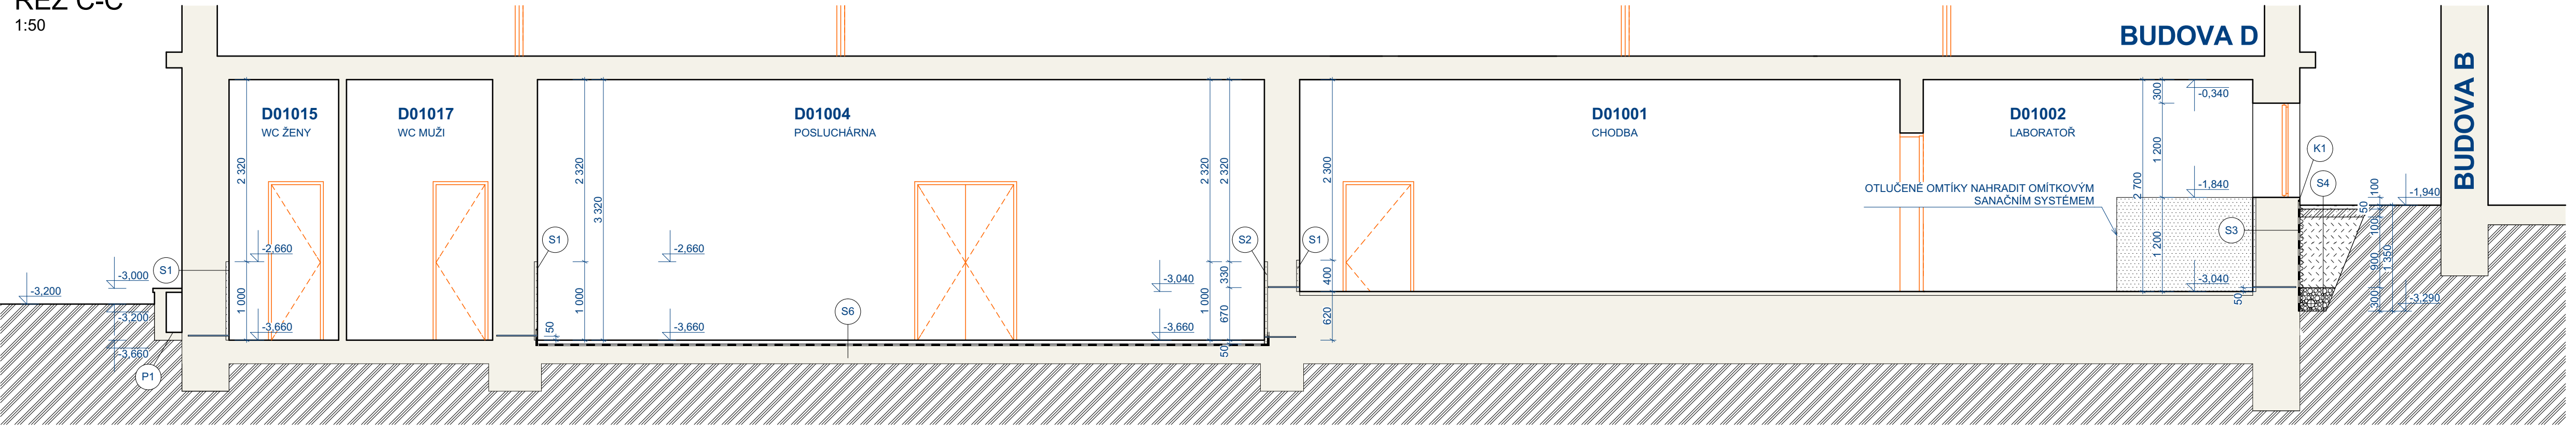 ŘEZ C-C
1:50
BUDOVA D
BUDOVA B
D01015
WC ŽENY
D01017
WC MUŽI
D01004
POSLUCHÁRNA
D01001
CHODBA
D01002
LABORATOŘ
OTLUČENÉ OMTÍKY NAHRADIT OMÍTKOVÝM
SANAČNÍM SYSTÉMEM
-3,200
-3,000
-3,200
-3,660
P1
S1
2 320
1 000
-2,660
-3,660
S1
50
2 320
1 000
3 320
-2,660
-3,660
S6
-3,040
-3,660
2 320
1 000
2 320
330
670
50
S2
S1
2 300
400
620
2 700
300
1 200
1 200
-0,340
-1,840
-3,040
50
S3
K1
S4
100
50
100
900
300
1 350
-1,940
-3,290